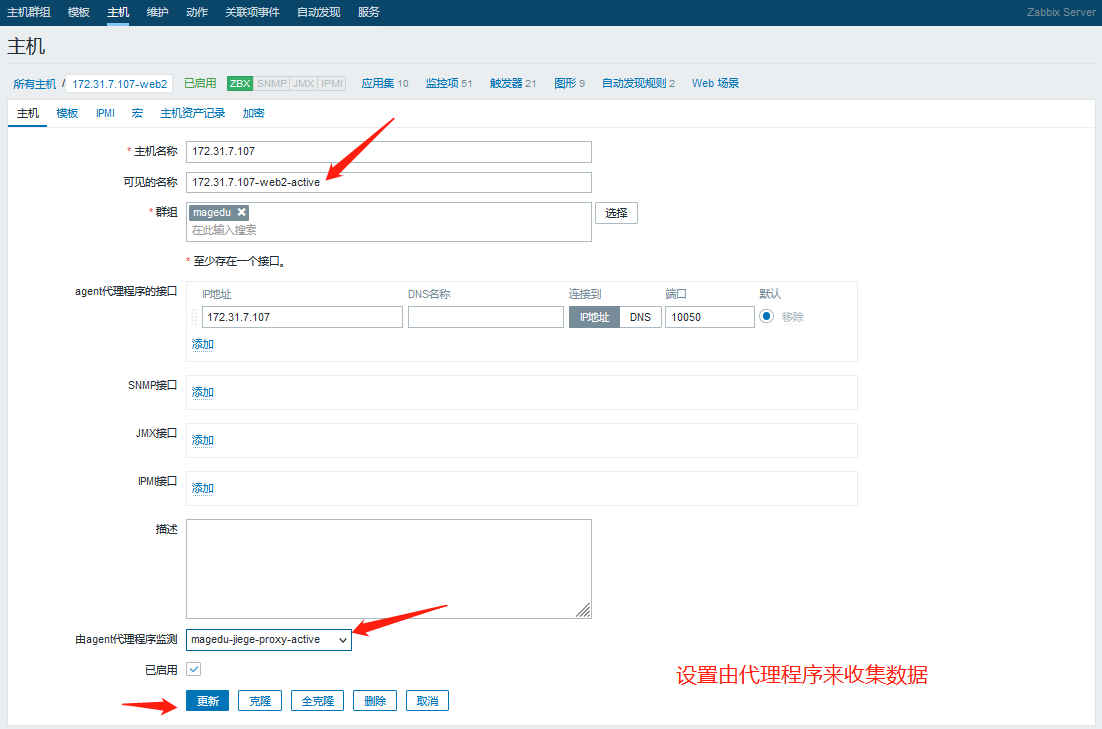 主机群组 模板 主机 维护 动作 关联项事件 自动发现 服务 Zabbix Server
主机
所有主机 / 172.31.7.107-web2 已启用 ZBX SNMP JMX IPMI 应用集 10 监控项 51 触发器 21 图形 9 自动发现规则 2 Web 场景
主机 模板 IPMI 宏 主机资产记录 加密
* 主机名称 172.31.7.107
可见的名称 172.31.7.107-web2-active
* 群组 magedu ✖ 选择
在此输入搜索
* 至少存在一个接口。
agent代理程序的接口 IP地址 DNS名称 连接到 端口 默认
172.31.7.107 IP地址 DNS 10050 移除
添加
SNMP接口 添加
JMX接口 添加
IPMI接口 添加
描述
由agent代理程序监测 magedu-jiege-proxy-active
已启用
设置由代理程序来收集数据
更新 克隆 全克隆 删除 取消